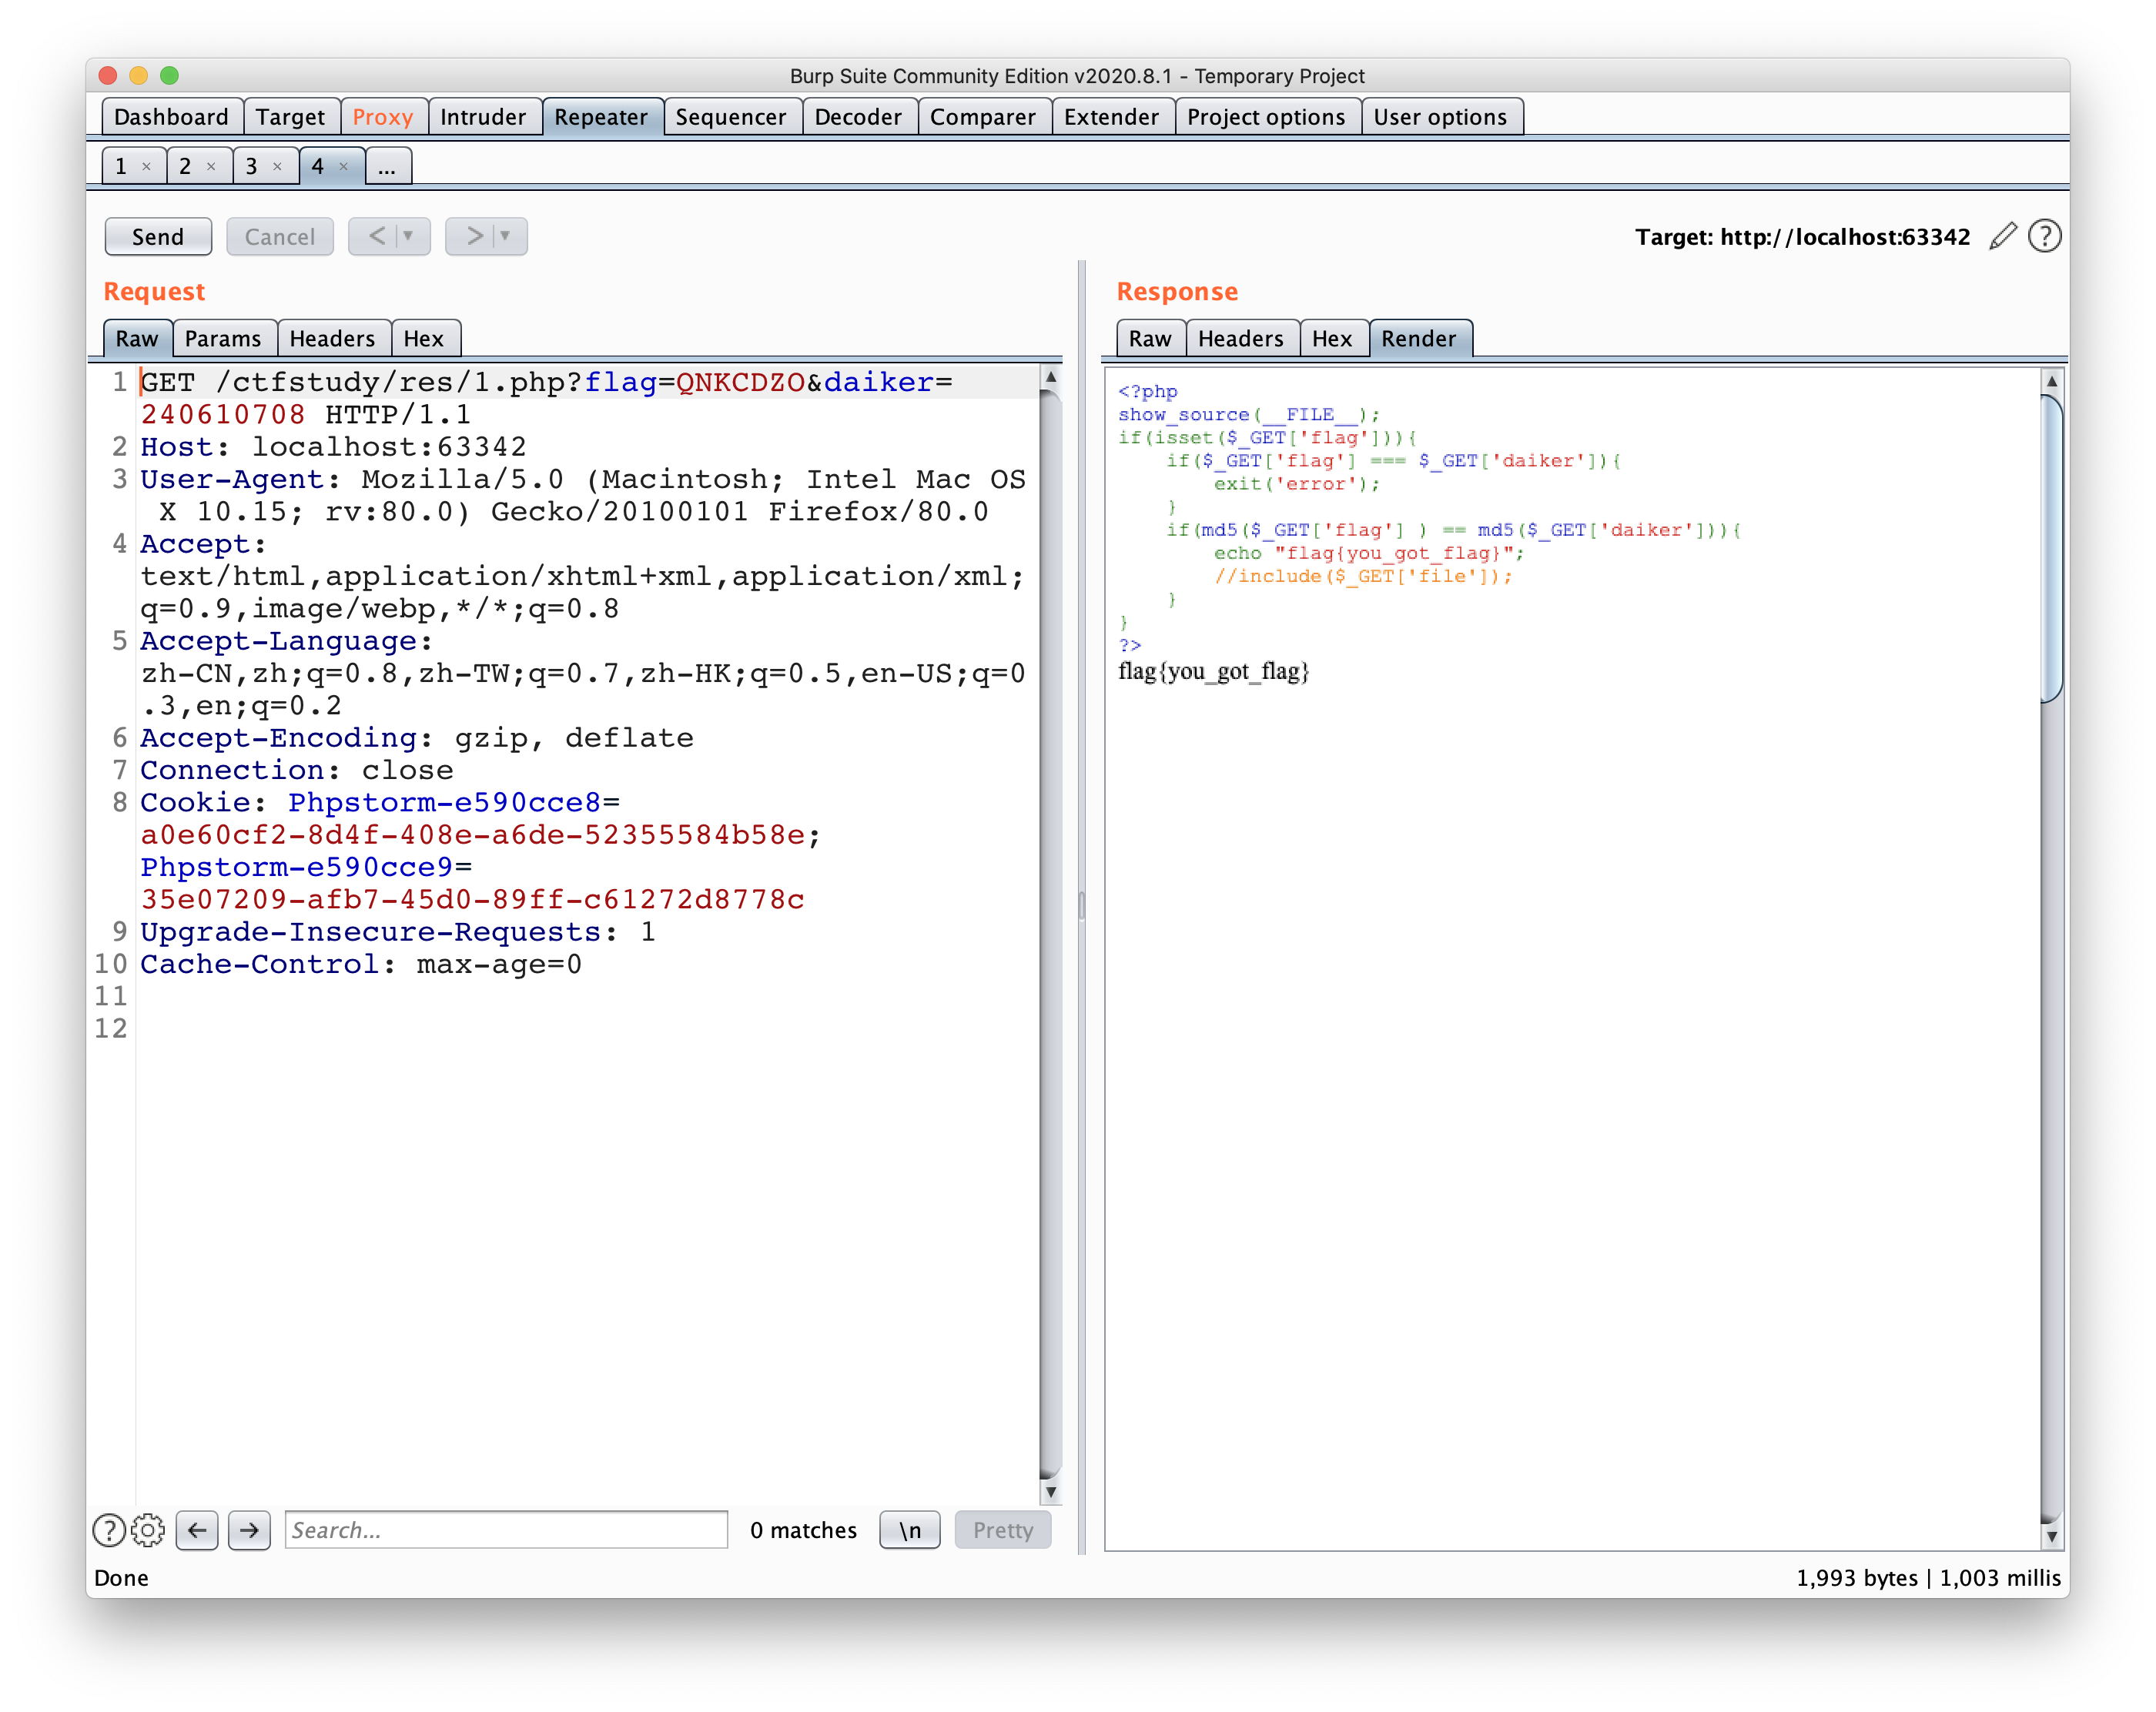 Burp Suite Community Edition v2020.8.1 - Temporary Project
Dashboard Target Proxy Intruder Repeater Sequencer Decoder Comparer Extender Project options User options
1 × 2 × 3 × 4 × ...
Send Cancel < > Target: http://localhost:63342 ?
Request
Raw Params Headers Hex
1 GET /ctfstudy/res/1.php?flag=QNKCDZO&daiker=
240610708 HTTP/1.1
2 Host: localhost:63342
3 User-Agent: Mozilla/5.0 (Macintosh; Intel Mac OS
X 10.15; rv:80.0) Gecko/20100101 Firefox/80.0
4 Accept:
text/html,application/xhtml+xml,application/xml;
q=0.9,image/webp,*/*;q=0.8
5 Accept-Language:
zh-CN,zh;q=0.8,zh-TW;q=0.7,zh-HK;q=0.5,en-US;q=0
.3,en;q=0.2
6 Accept-Encoding: gzip, deflate
7 Connection: close
8 Cookie: Phpstorm-e590cce8=
a0e60cf2-8d4f-408e-a6de-52355584b58e;
Phpstorm-e590cce9=
35e07209-afb7-45d0-89ff-c61272d8778c
9 Upgrade-Insecure-Requests: 1
10 Cache-Control: max-age=0
11
12
? Search... 0 matches \n Pretty
Response
Raw Headers Hex Render
<?php
show_source(__FILE__);
if(isset($_GET['flag'])){
    if($_GET['flag'] === $_GET['daiker']){
        exit('error');
    }
    if(md5($_GET['flag'] ) == md5($_GET['daiker'])){
        echo "flag{you_got_flag}";
        //include($_GET['file']);
    }
}
?>
flag{you_got_flag}
Done 1,993 bytes | 1,003 millis